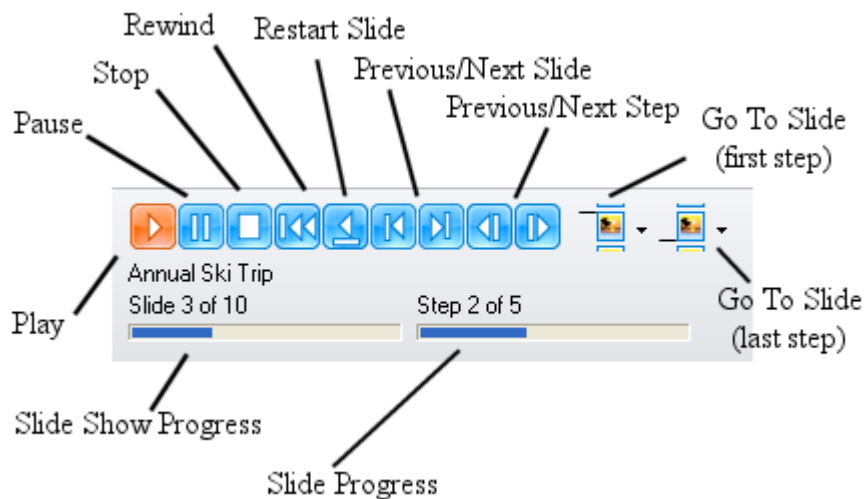 Rewind
Restart Slide
Stop
Previous/Next Slide
Pause
Previous/Next Step
Go To Slide
(first step)
Annual Ski Trip
Slide 3 of 10
Step 2 of 5
Play
Go To Slide
(last step)
Slide Show Progress
Slide Progress